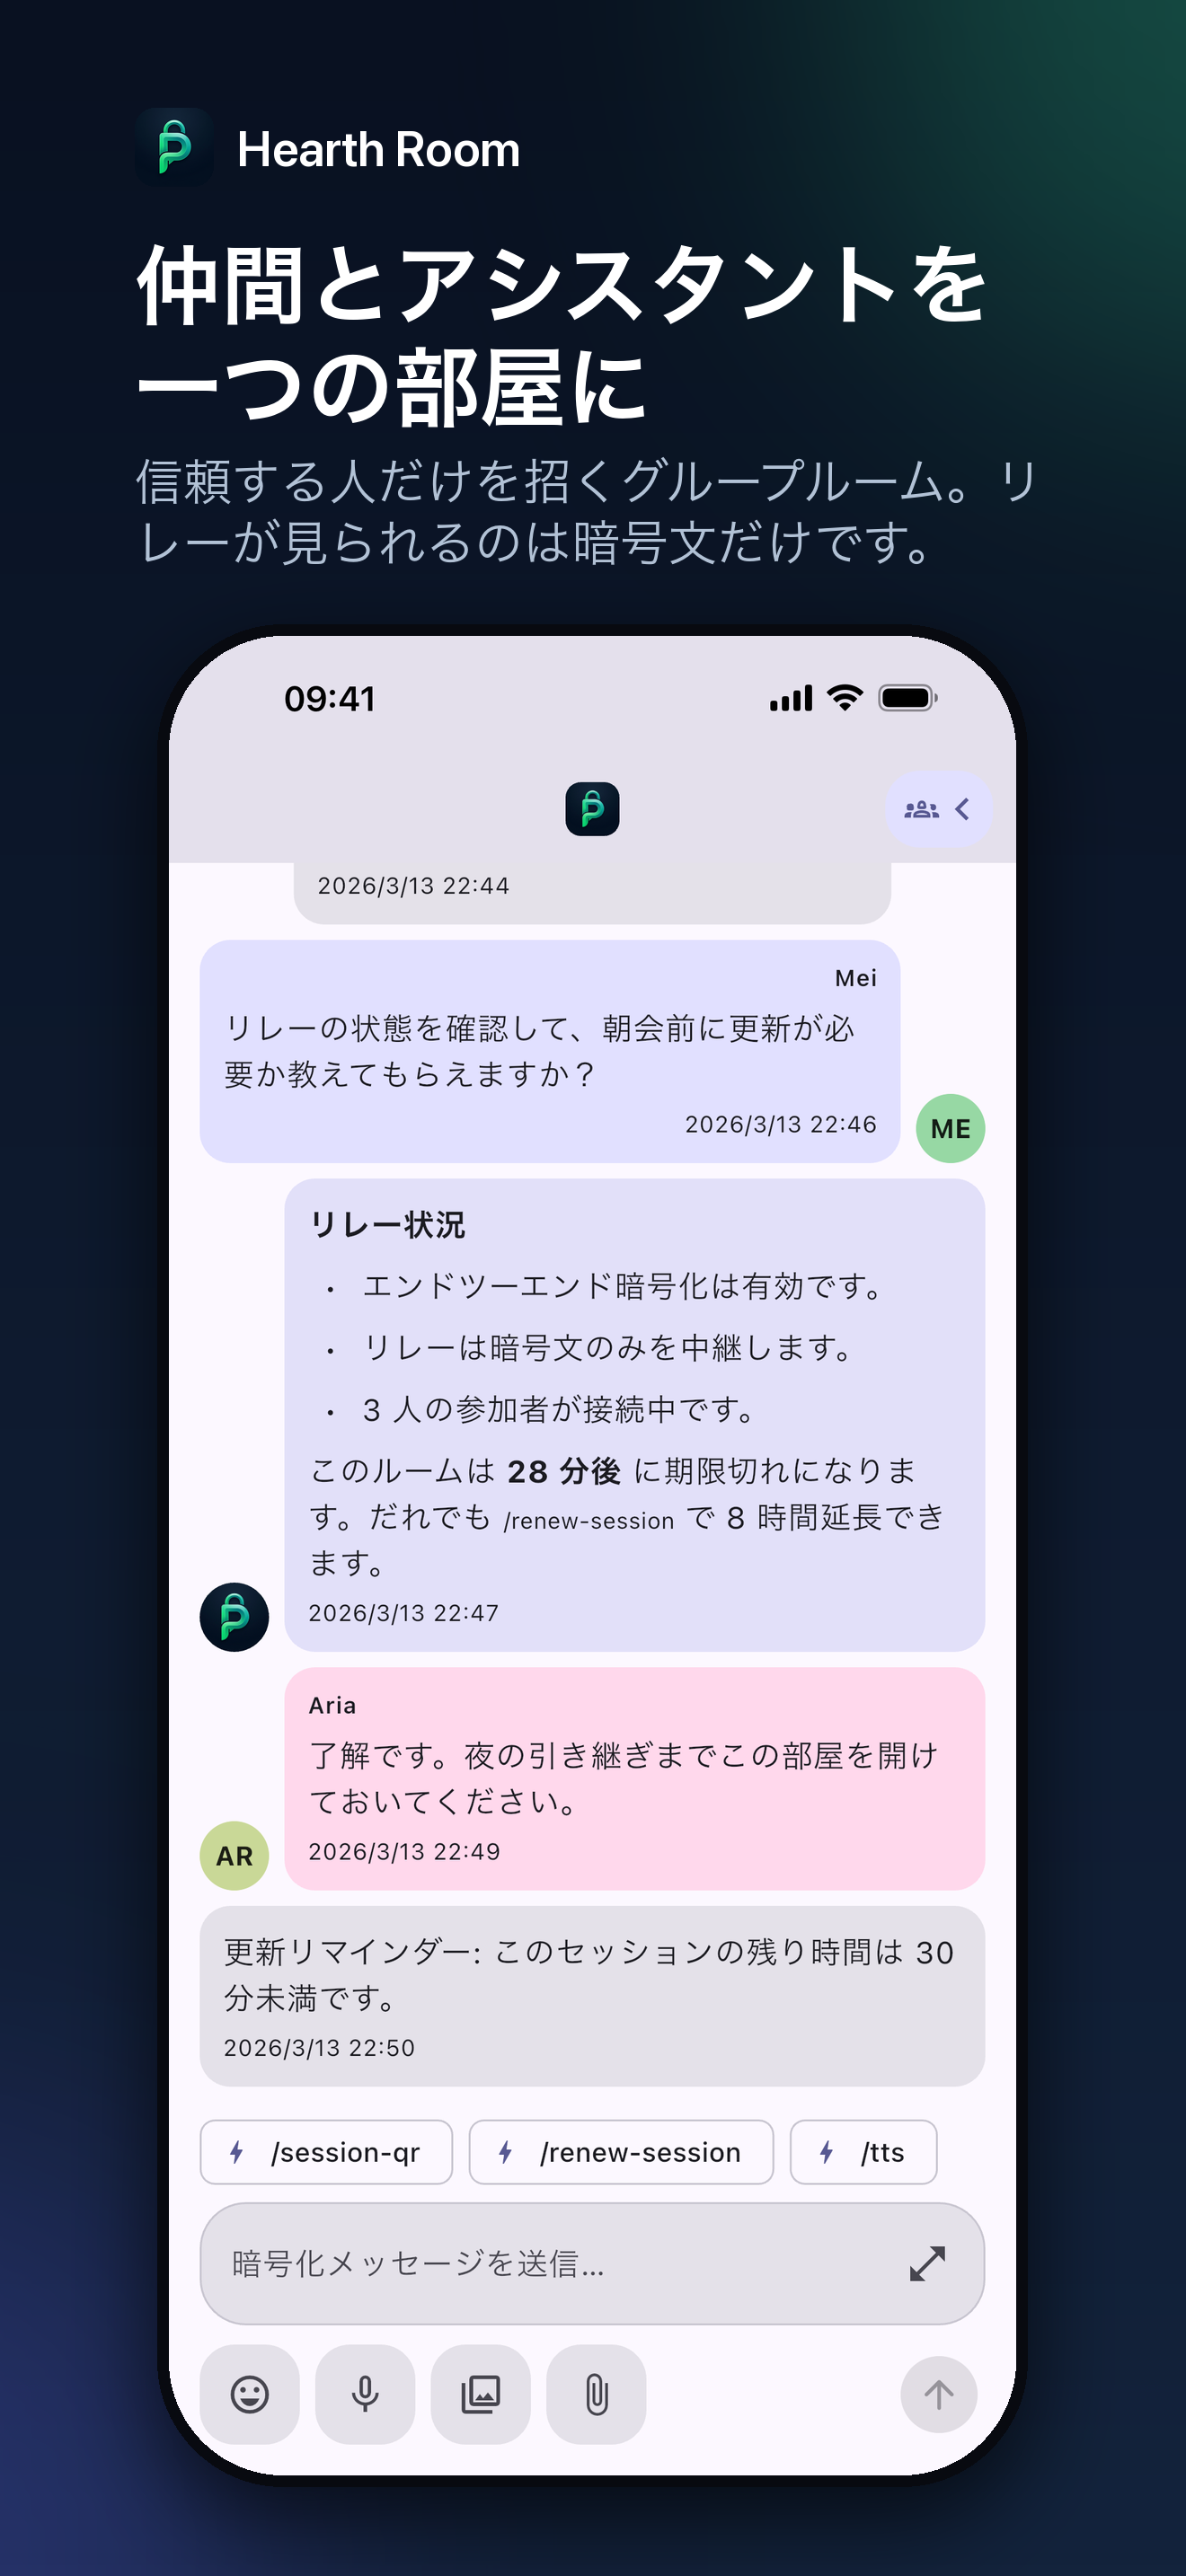 Hearth Room
仲間とアシスタントを
一つの部屋に
信頼する人だけを招くグループルーム。リ
レーが見られるのは暗号文だけです。
09:41
2026/3/13 22:44
Mei
リレーの状態を確認して、朝会前に更新が必
要か教えてもらえますか？
2026/3/13 22:46
ME
リレー状況
• エンドツーエンド暗号化は有効です。
• リレーは暗号文のみを中継します。
• 3 人の参加者が接続中です。
このルームは 28 分後 に期限切れになりま
す。だれでも /renew-session で 8 時間延長でき
ます。
2026/3/13 22:47
Aria
了解です。夜の引き継ぎまでこの部屋を開け
ておいてください。
2026/3/13 22:49
AR
更新リマインダー: このセッションの残り時間は 30
分未満です。
2026/3/13 22:50
/session-qr /renew-session /tts
暗号化メッセージを送信...